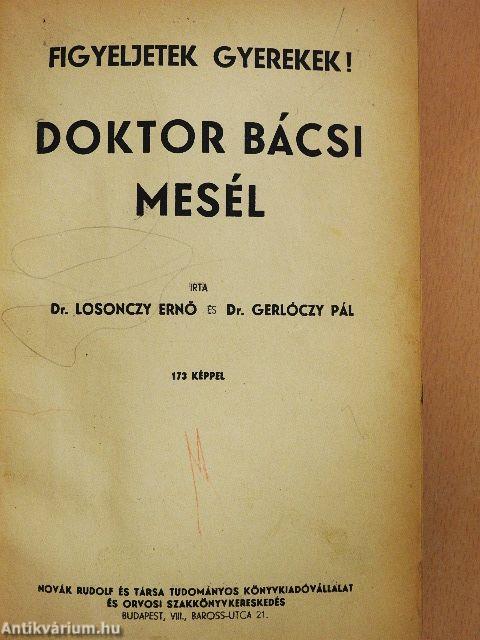 FIGYELJETEK GYEREKEK!
DOKTOR BÁCSI
MESÉL
IRTA
Dr. LOSONCZY ERNŐ ÉS Dr. GERLÓCZY PÁL
173 KÉPPEL
NOVÁK RUDOLF ÉS TÁRSA TUDOMÁNYOS KÖNYVKIADÓVÁLLALAT
ÉS ORVOSI SZAKKÖNYVKERESKEDÉS
BUDAPEST, VIII., BAROSS-UTCA 21.
Antikvárium.hu